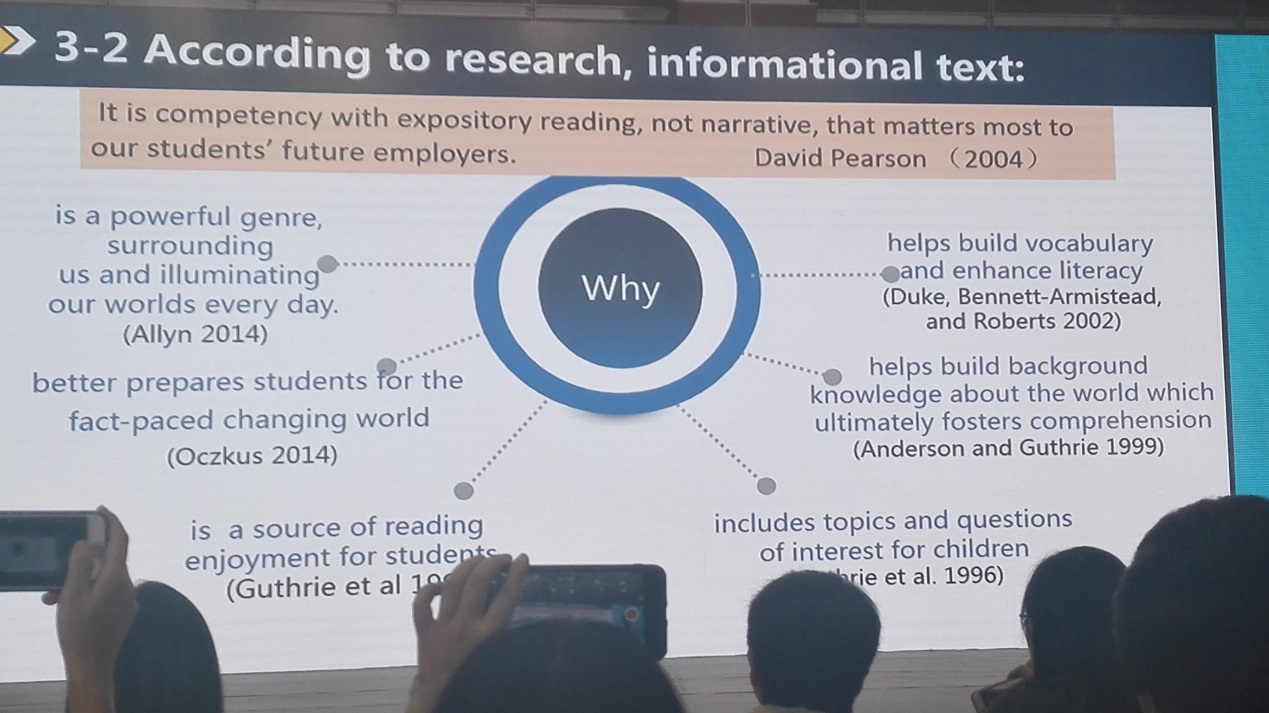 3-2 According to research, informational text:
It is competency with expository reading, not narrative, that matters most to
our students' future employers.
David Pearson （2004）
is a powerful genre,
surrounding
us and illuminating
our worlds every day.
(Allyn 2014)
better prepares students for the
fact-paced changing world
(Oczkus 2014)
is a source of reading
enjoyment for students
(Guthrie et al
Why
helps build vocabulary
and enhance literacy
(Duke, Bennett-Armistead,
and Roberts 2002)
helps build background
knowledge about the world which
ultimately fosters comprehension
(Anderson and Guthrie 1999)
includes topics and questions
of interest for children
et al. 1996)